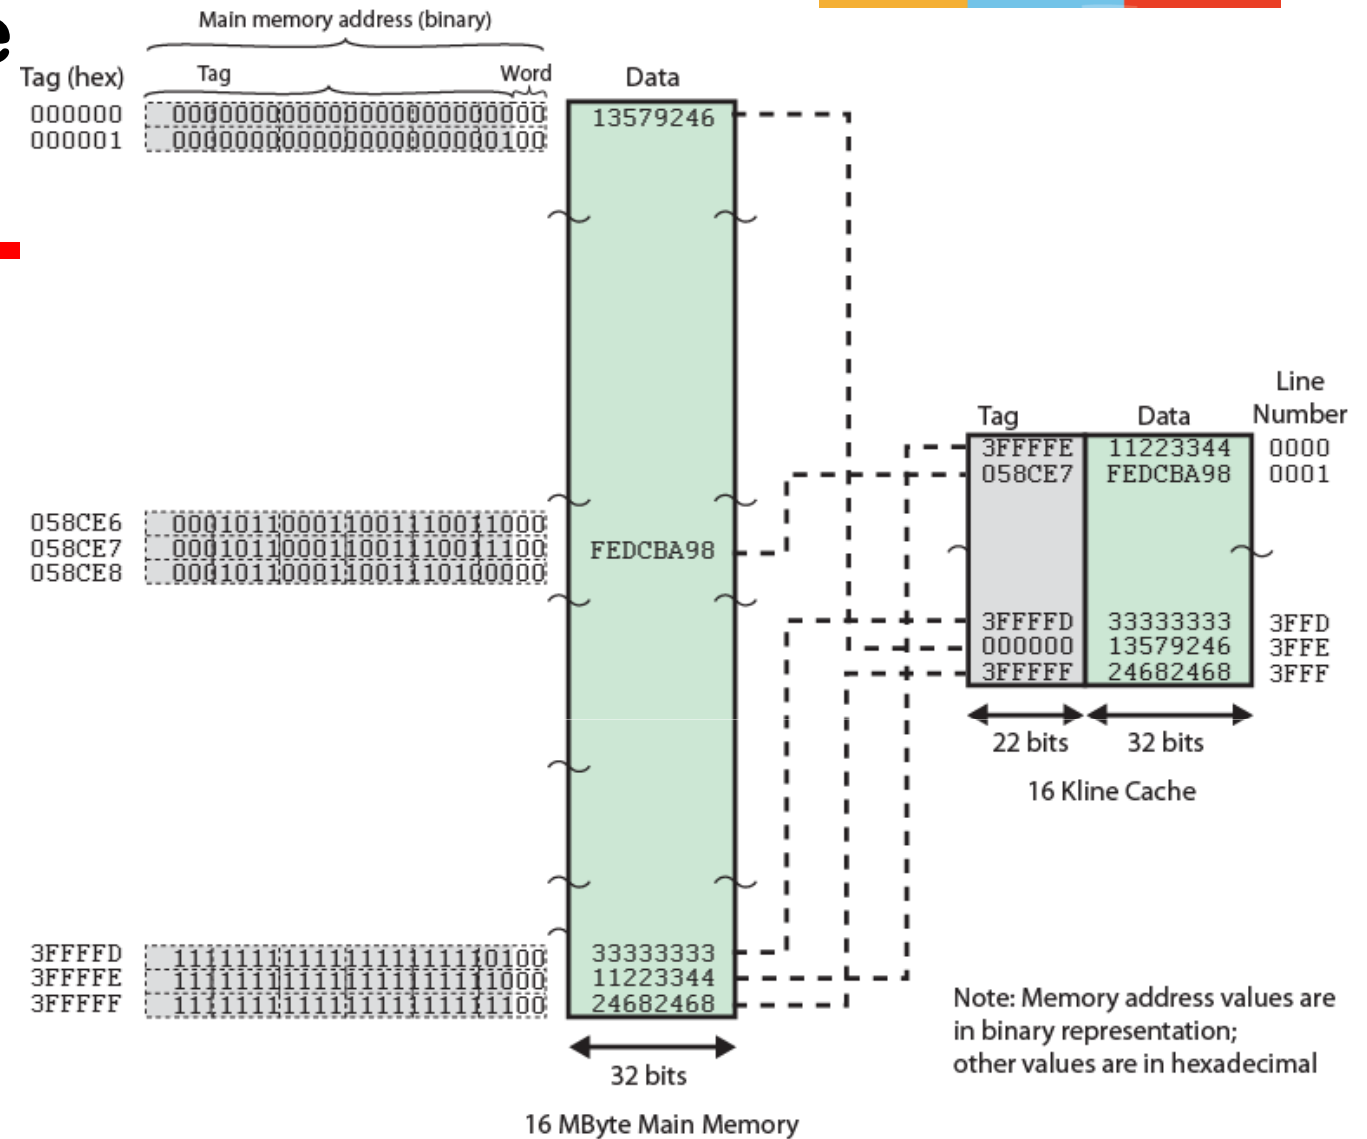 e
Main memory address (binary)
Tag (hex) Tag Word Data
000000 000000000000000000000000 13579246
000001 000000000000000000000100
Line
Tag Data Number
3FFFFE 11223344 0000
058CE7 FEDCBA98 0001
058CE6 000101100011001110011000
058CE7 000101100011001110011100 FEDCBA98
058CE8 000101100011001110100000
3FFFFD 33333333 3FFD
000000 13579246 3FFE
3FFFFF 24682468 3FFF
22 bits 32 bits
16 Kline Cache
3FFFFD 111111111111111111110100 33333333
3FFFFE 111111111111111111111000 11223344
3FFFFF 111111111111111111111100 24682468
32 bits
16 MByte Main Memory
Note: Memory address values are
in binary representation;
other values are in hexadecimal